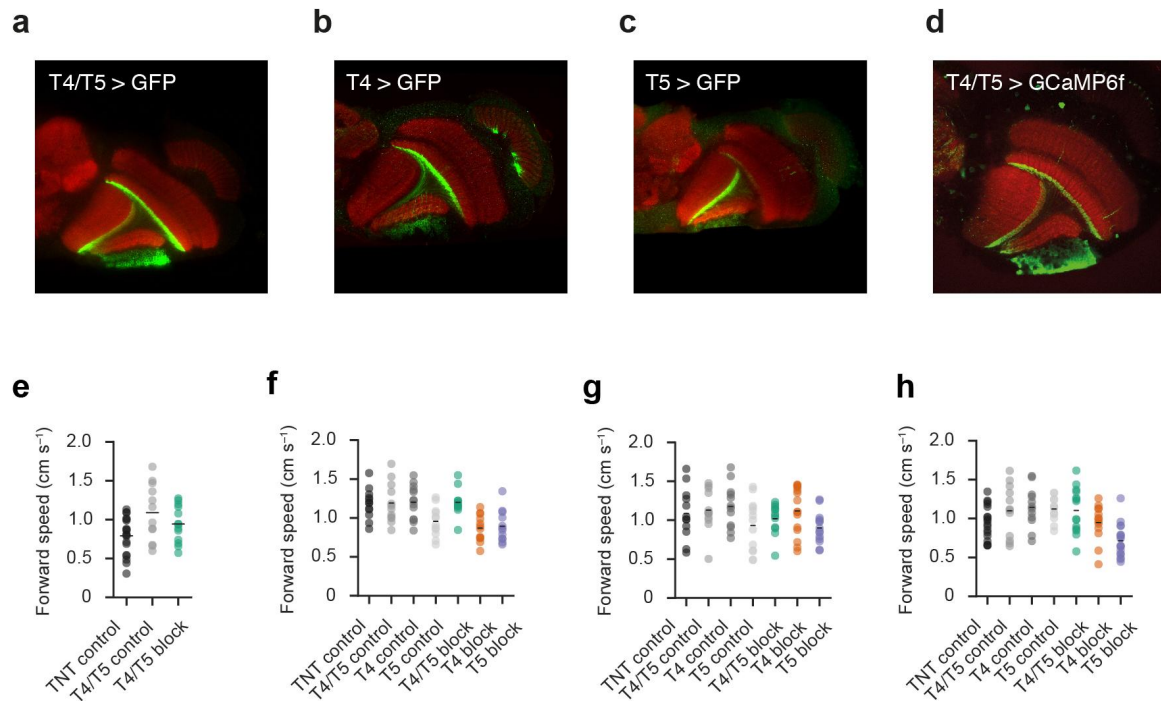 a
b
c
d
T4/T5 > GFP
T4 > GFP
T5 > GFP
T4/T5 > GCaMP6f
e
f
g
h
Forward speed (cm s⁻¹)
2.0
1.5
1.0
0.5
0
TNT control
T4/T5 control
T4/T5 block
Forward speed (cm s⁻¹)
2.0
1.5
1.0
0.5
0
TNT control
T4/T5 control
T4 control
T5 control
T4/T5 block
T4 block
T5 block
Forward speed (cm s⁻¹)
2.0
1.5
1.0
0.5
0
TNT control
T4/T5 control
T4 control
T5 control
T4/T5 block
T4 block
T5 block
Forward speed (cm s⁻¹)
2.0
1.5
1.0
0.5
0
TNT control
T4/T5 control
T4 control
T5 control
T4/T5 block
T4 block
T5 block